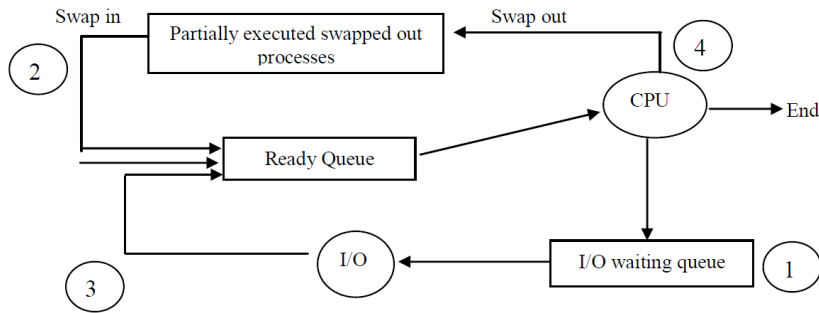 Swap in
Swap out
Partially executed swapped out
processes
4
2
CPU
End
Ready Queue
I/O
I/O waiting queue
1
3